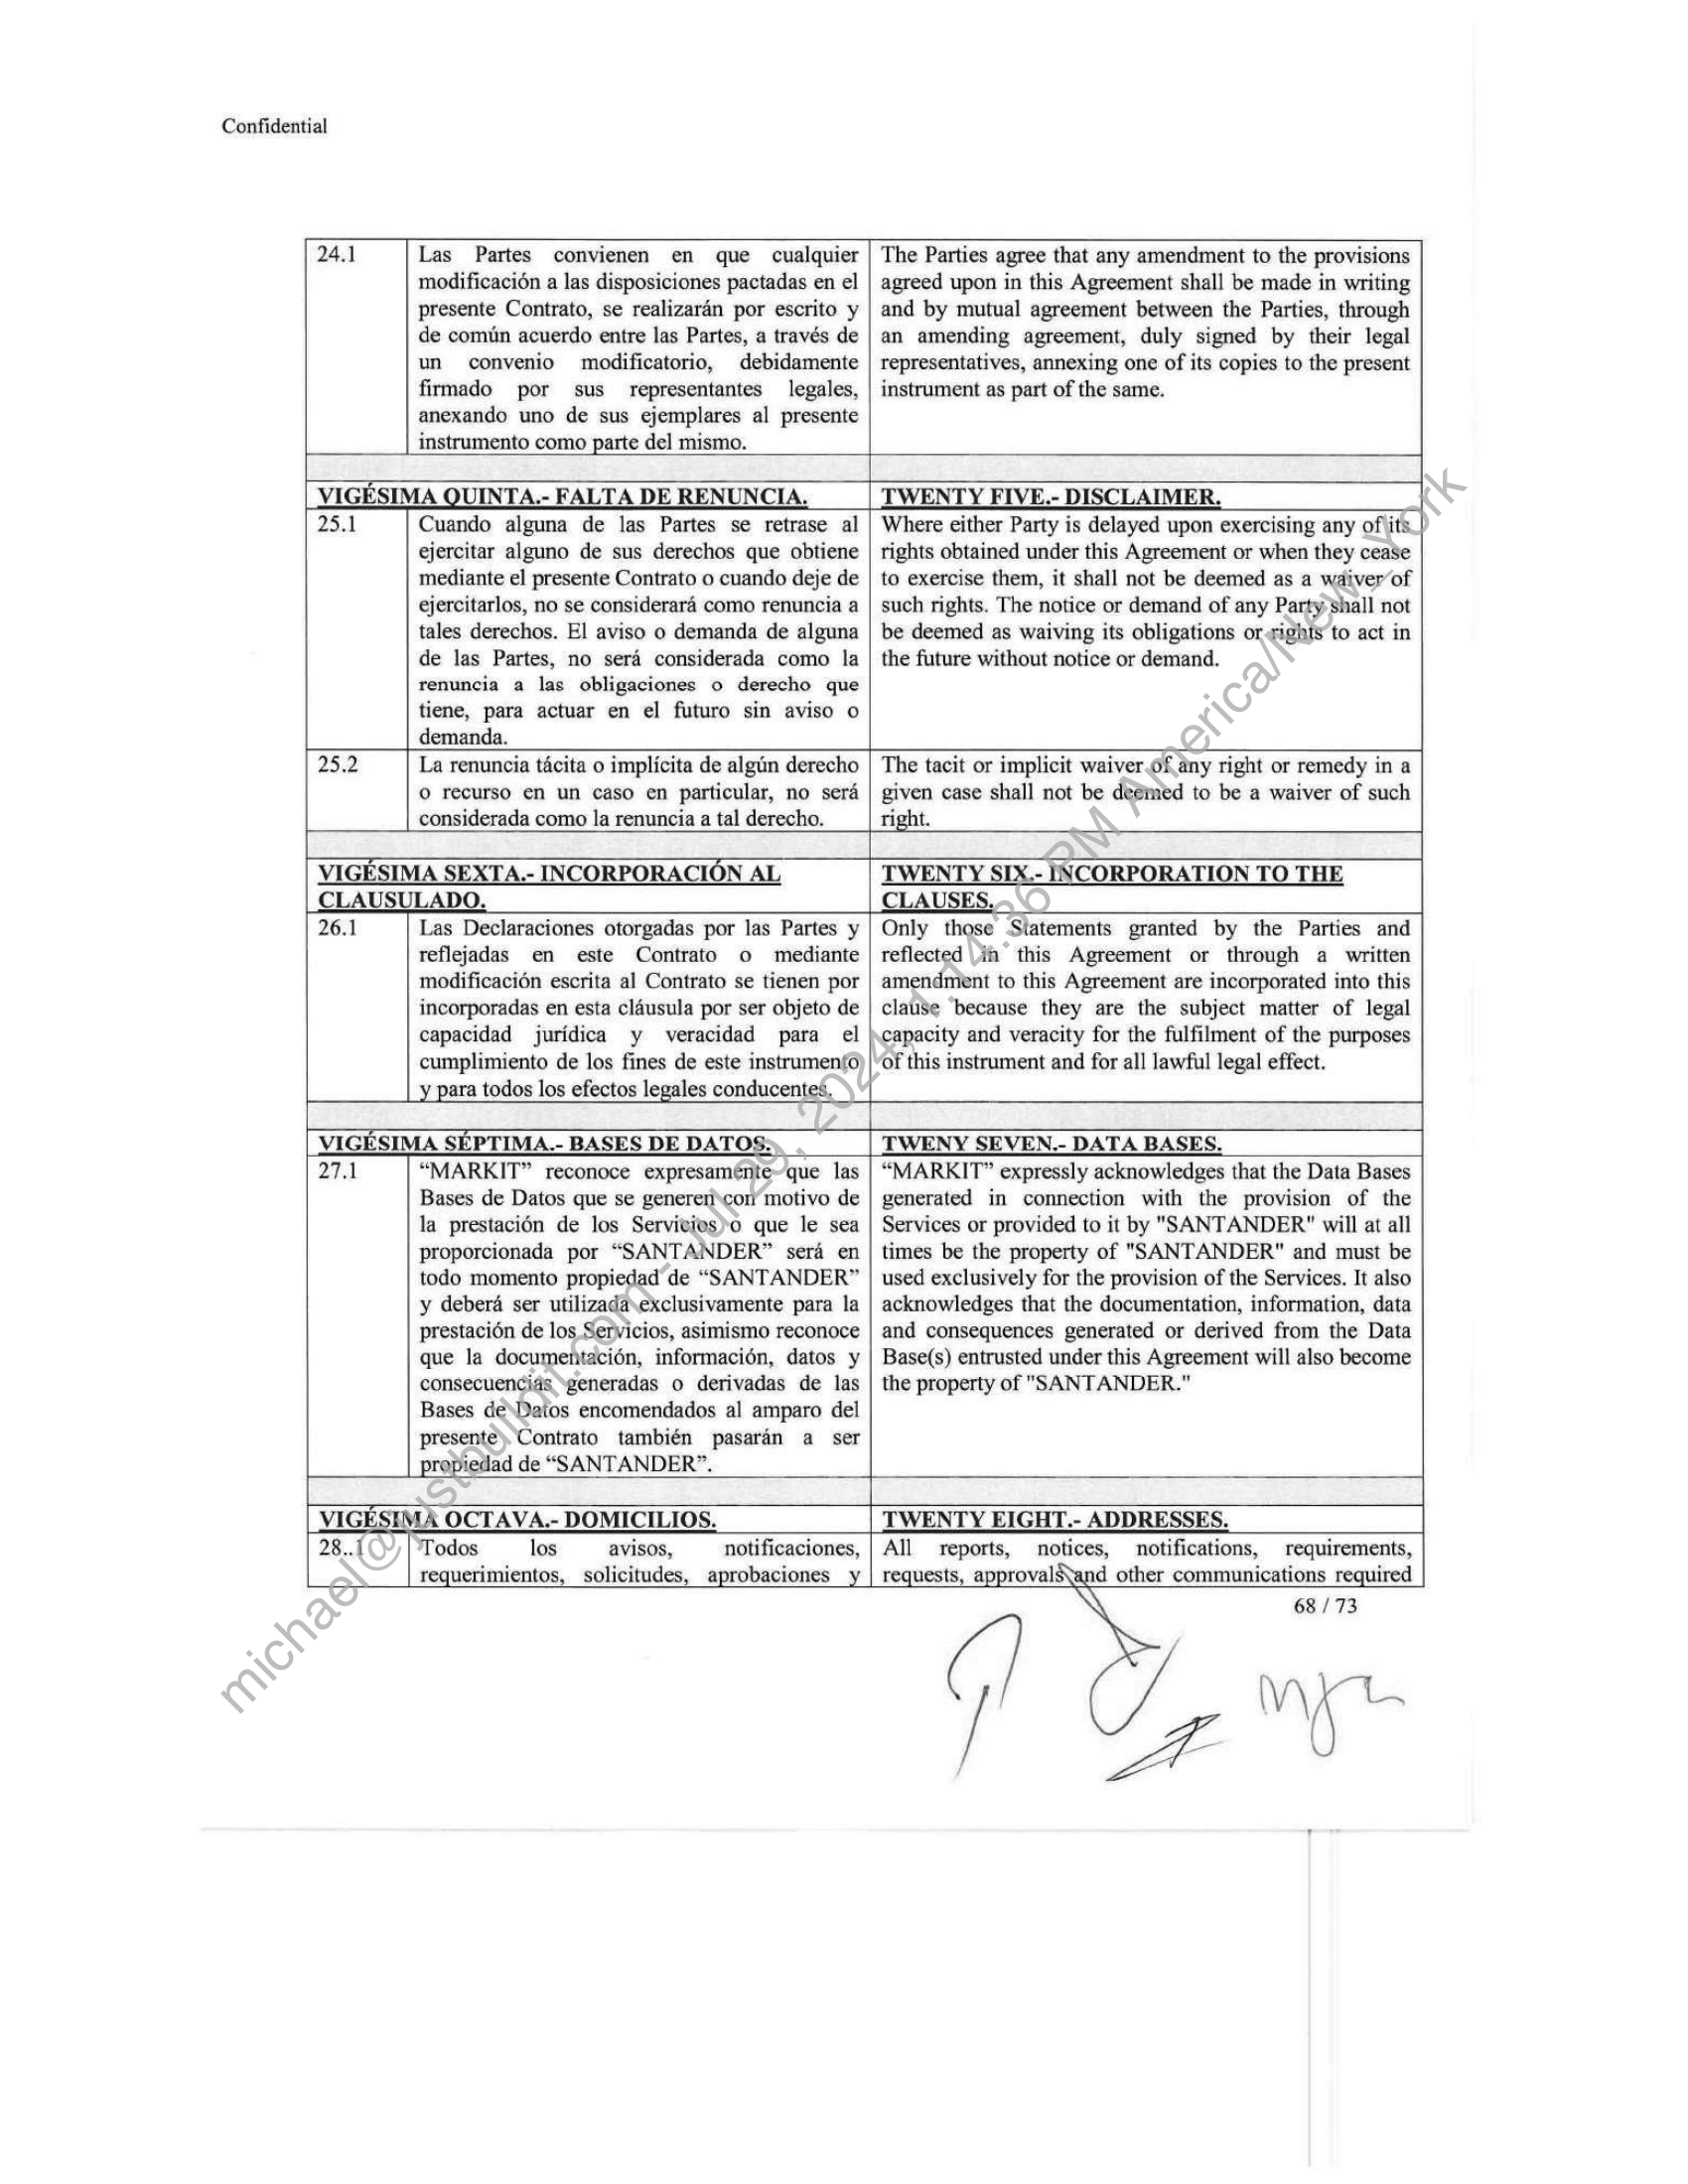 Confidential
24.1
Las Partes convienen en que cualquier
modificación a las disposiciones pactadas en el
presente Contrato, se realizarán por escrito y
de común acuerdo entre las Partes, a través de
un convenio modificatorio, debidamente
firmado por sus representantes legales,
anexando uno de sus ejemplares al presente
instrumento como parte del mismo.
The Parties agree that any amendment to the provisions
agreed upon in this Agreement shall be made in writing
and by mutual agreement between the Parties, through
an amending agreement, duly signed by their legal
representatives, annexing one of its copies to the present
instrument as part of the same.
VIGÉSIMA QUINTA.- FALTA DE RENUNCIA.
TWENTY FIVE.- DISCLAIMER.
25.1
Cuando alguna de las Partes se retrase al
ejercitar alguno de sus derechos que obtiene
mediante el presente Contrato o cuando deje de
ejercitarlos, no se considerará como renuncia a
tales derechos. El aviso o demanda de alguna
de las Partes, no será considerada como la
renuncia a las obligaciones o derecho que
tiene, para actuar en el futuro sin aviso o
demanda.
Where either Party is delayed upon exercising any of its
rights obtained under this Agreement or when they cease
to exercise them, it shall not be deemed as a waiver of
such rights. The notice or demand of any Party shall not
be deemed as waiving its obligations or rights to act in
the future without notice or demand.
25.2
La renuncia tácita o implícita de algún derecho
o recurso en un caso en particular, no será
considerada como la renuncia a tal derecho.
The tacit or implicit waiver of any right or remedy in a
given case shall not be deemed to be a waiver of such
right.
VIGÉSIMA SEXTA.- INCORPORACIÓN AL
CLAUSULADO.
TWENTY SIX.- INCORPORATION TO THE
CLAUSES.
26.1
Las Declaraciones otorgadas por las Partes y
reflejadas en este Contrato o mediante
modificación escrita al Contrato se tienen por
incorporadas en esta cláusula por ser objeto de
capacidad jurídica y veracidad para el
cumplimiento de los fines de este instrumento
y para todos los efectos legales conducentes.
Only those Statements granted by the Parties and
reflected in this Agreement or through a written
amendment to this Agreement are incorporated into this
clause because they are the subject matter of legal
capacity and veracity for the fulfilment of the purposes
of this instrument and for all lawful legal effect.
VIGÉSIMA SÉPTIMA.- BASES DE DATOS.
TWENY SEVEN.- DATA BASES.
27.1
“MARKIT” reconoce expresamente que las
Bases de Datos que se generen con motivo de
la prestación de los Servicios o que le sea
proporcionada por “SANTANDER” será en
todo momento propiedad de “SANTANDER”
y deberá ser utilizada exclusivamente para la
prestación de los Servicios, asimismo reconoce
que la documentación, información, datos y
consecuencias generadas o derivadas de las
Bases de Datos encomendados al amparo del
presente Contrato también pasarán a ser
propiedad de “SANTANDER”.
“MARKIT” expressly acknowledges that the Data Bases
generated in connection with the provision of the
Services or provided to it by "SANTANDER" will at all
times be the property of "SANTANDER" and must be
used exclusively for the provision of the Services. It also
acknowledges that the documentation, information, data
and consequences generated or derived from the Data
Base(s) entrusted under this Agreement will also become
the property of "SANTANDER."
VIGÉSIMA OCTAVA.- DOMICILIOS.
TWENTY EIGHT.- ADDRESSES.
28..1
Todos los avisos, notificaciones,
requerimientos, solicitudes, aprobaciones y
All reports, notices, notifications, requirements,
requests, approvals and other communications required
68 / 73
michael@justbuildit.com - Jul 29, 2024, 1:14:36 PM America/New_York